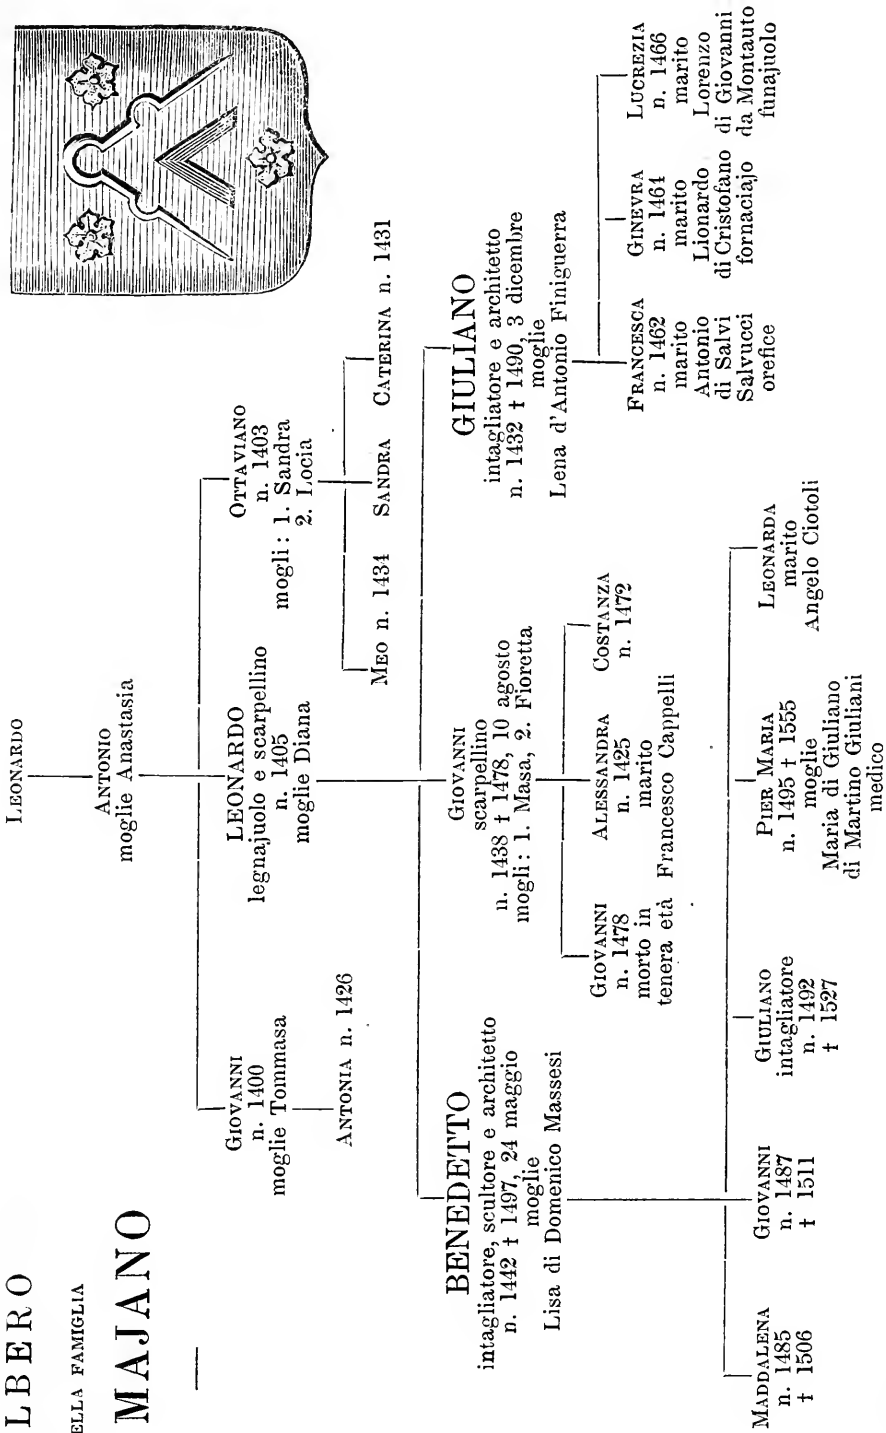 LBERO
ELLA FAMIGLIA
MAJANO
LEONARDO
ANTONIO
moglie Anastasia
GIOVANNI
n. 1400
moglie Tommasa
ANTONIA n. 1426
LEONARDO
legnajuolo e scarpellino
n. 1405
moglie Diana
OTTAVIANO
n. 1403
mogli: 1. Sandra
2. Locia
MEO n. 1434
SANDRA
CATERINA n. 1431
BENEDETTO
intagliatore, scultore e architetto
n. 1442 † 1497, 24 maggio
moglie
Lisa di Domenico Massesi
GIOVANNI
scarpellino
n. 1438 † 1478, 10 agosto
mogli: 1. Masa, 2. Fioretta
GIULIANO
intagliatore e architetto
n. 1432 † 1490, 3 dicembre
moglie
Lena d'Antonio Finiguerra
GIOVANNI
n. 1478
morto in
tenera età
ALESSANDRA
n. 1425
marito
Francesco Cappelli
COSTANZA
n. 1472
FRANCESCA
n. 1462
marito
Antonio
di Salvi
Salvucci
orefice
GINEVRA
n. 1464
marito
Lionardo
di Cristofano
fornaciajo
LUCREZIA
n. 1466
marito
Lorenzo
di Giovanni
da Montauto
funajuolo
MADDALENA
n. 1485
† 1506
GIOVANNI
n. 1487
† 1511
GIULIANO
intagliatore
n. 1492
† 1527
PIER MARIA
n. 1495 † 1555
moglie
Maria di Giuliano
di Martino Giuliani
medico
LEONARDA
marito
Angelo Ciotoli